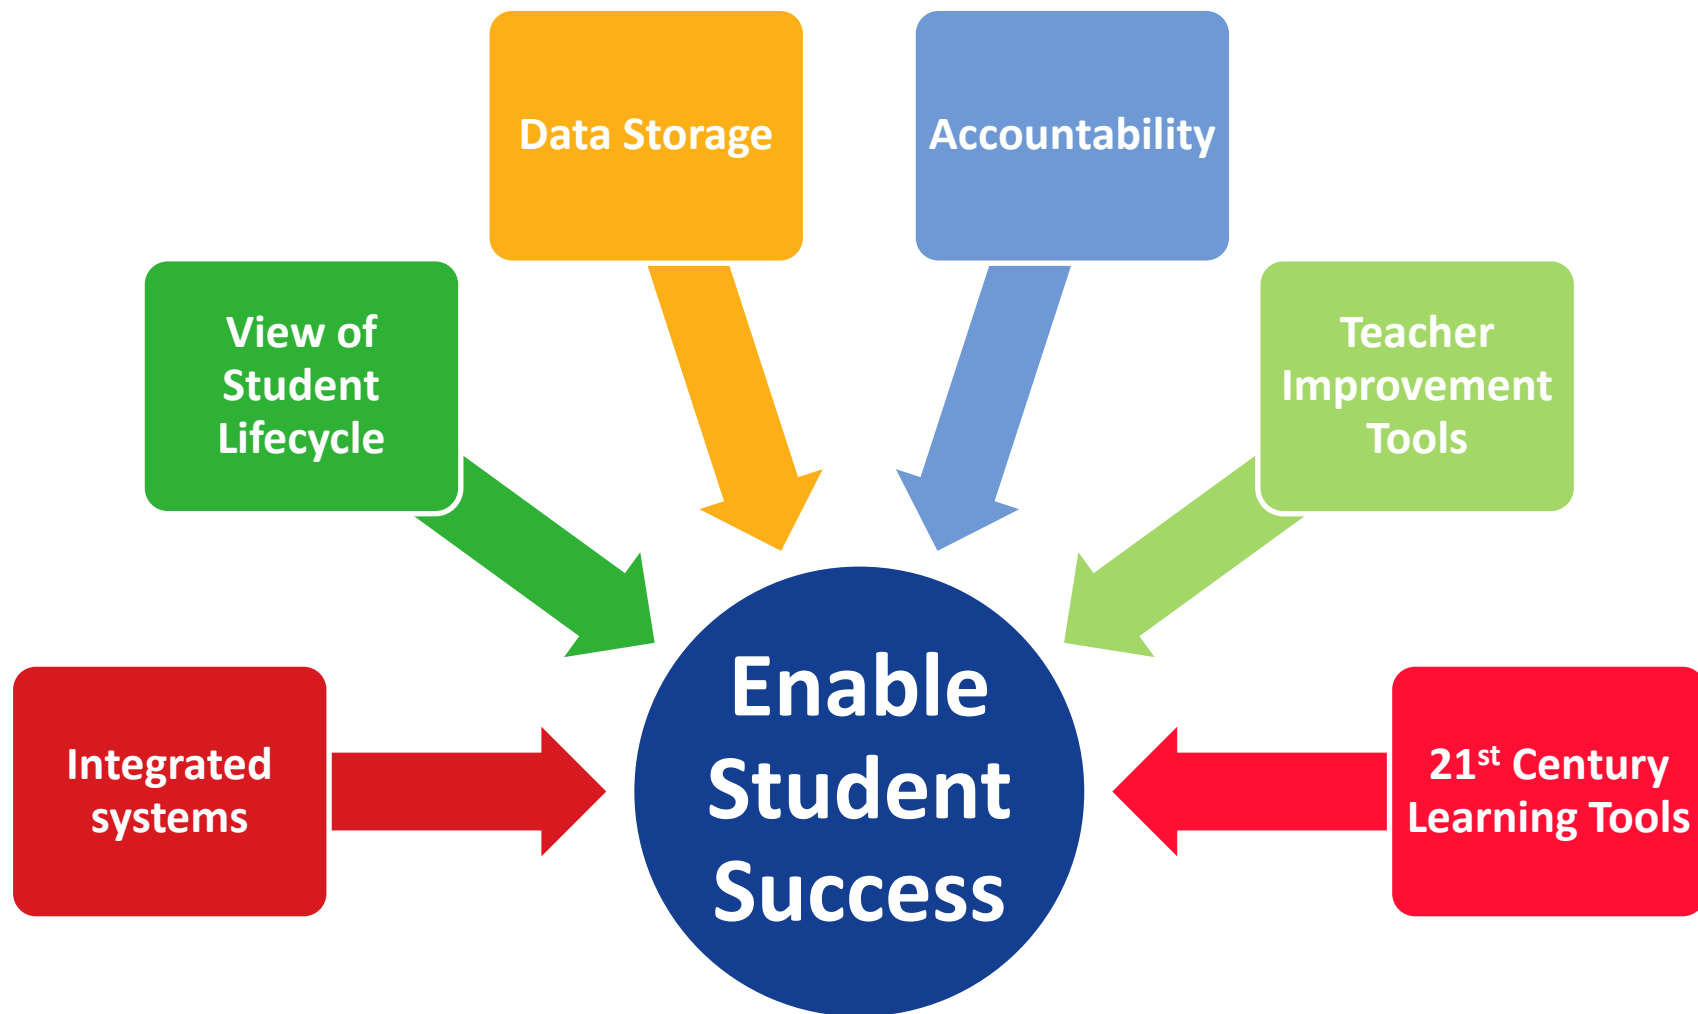 Data Storage
Accountability
View of
Student
Lifecycle
Teacher
Improvement
Tools
Integrated
systems
Enable
Student
Success
21st Century
Learning Tools